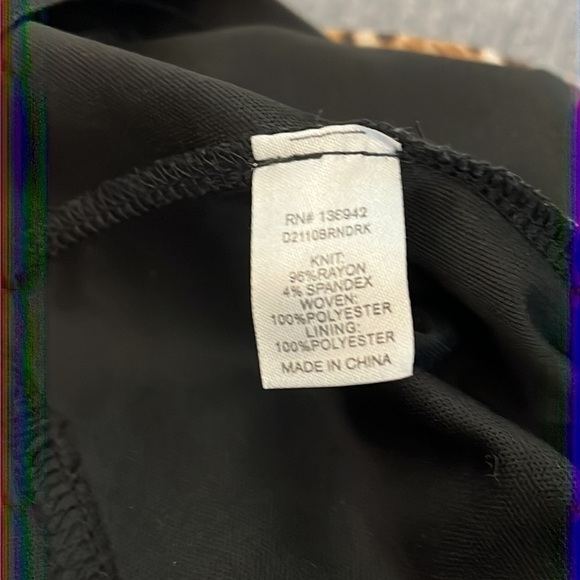 RN# 136942
D2110BRNDRK
KNIT:
96%RAYON
4% SPANDEX
WOVEN:
100%POLYESTER
LINING:
100%POLYESTER
MADE IN CHINA